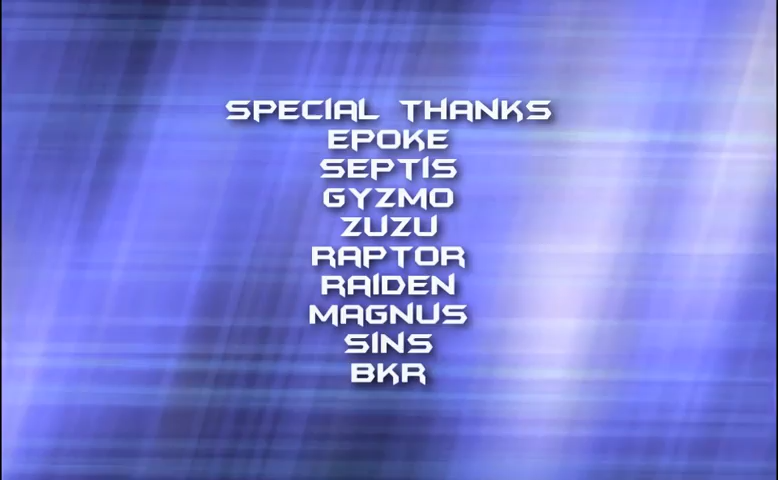 SPECIAL THANKS
EPOKE
SEPTIS
GYZMO
ZUZU
RAPTOR
RAIDEN
MAGNUS
SINS
BKR